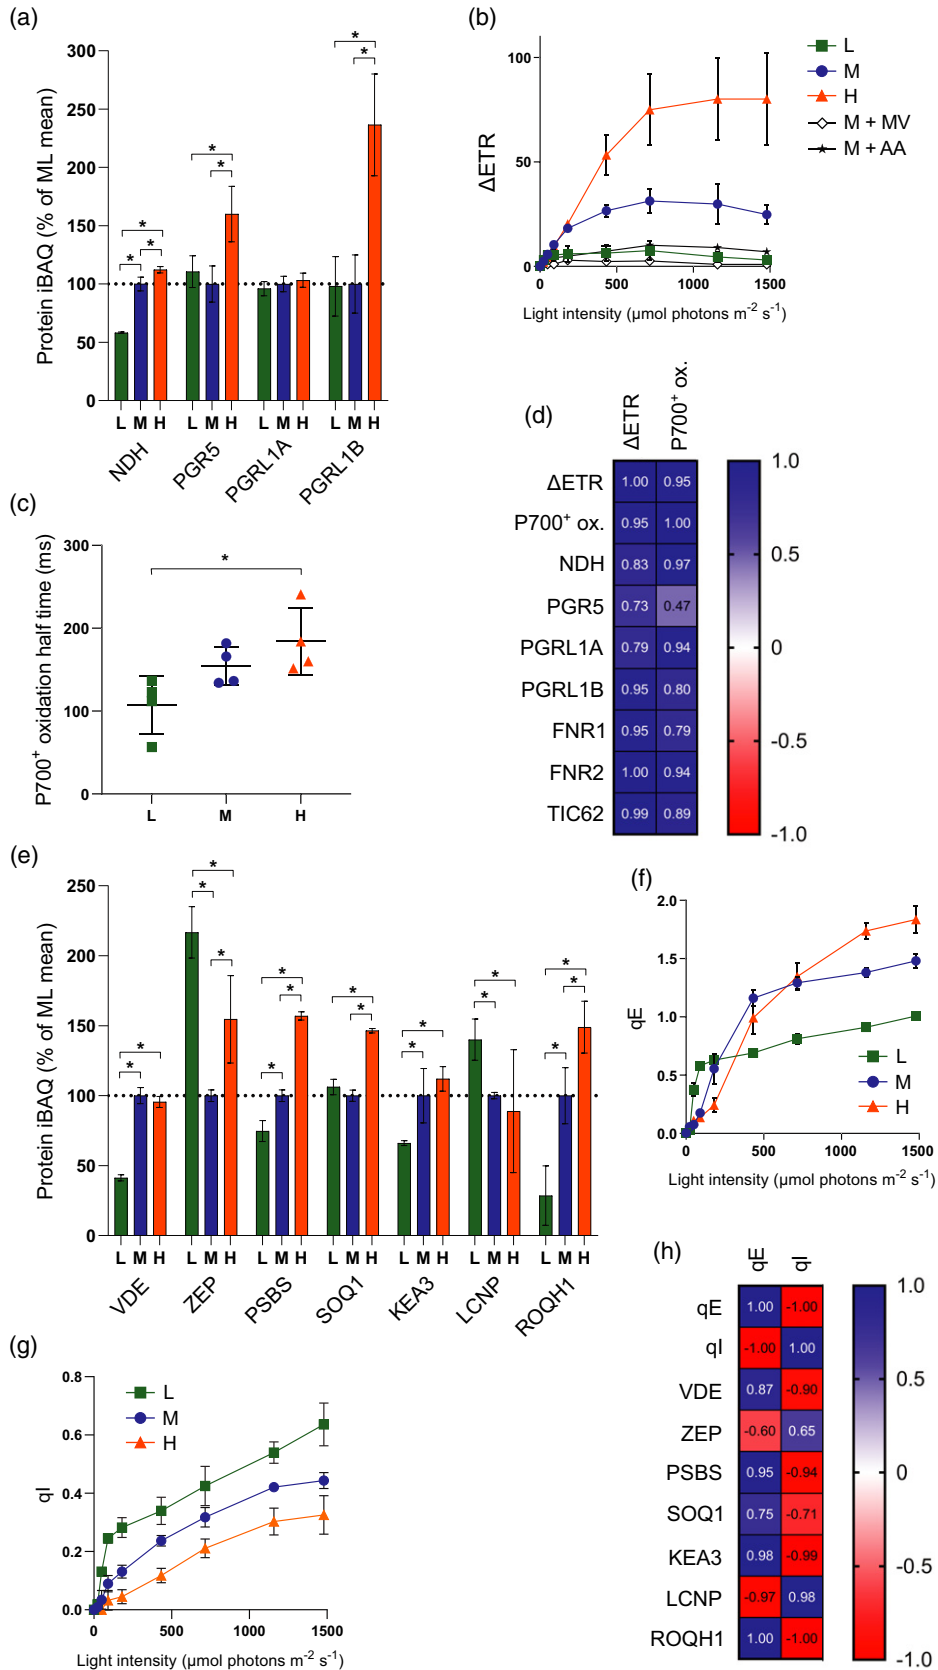 (a)
Protein iBAQ (% of ML mean)
300
250
200
150
100
50
0
* * * * * * *
L M H L M H L M H L M H
NDH PGR5 PGRL1A PGRL1B
(b)
ΔETR
100
50
0
0 500 1000 1500
Light intensity (µmol photons m⁻² s⁻¹)
L
M
H
M + MV
M + AA
(c)
P700⁺ oxidation half time (ms)
300
200
100
0
*
L M H
(d)
ΔETR P700⁺ ox.
ΔETR 1.00 0.95
P700⁺ ox. 0.95 1.00
NDH 0.83 0.97
PGR5 0.73 0.47
PGRL1A 0.79 0.94
PGRL1B 0.95 0.80
FNR1 0.95 0.79
FNR2 1.00 0.94
TIC62 0.99 0.89
1.0
0.5
0
-0.5
-1.0
(e)
Protein iBAQ (% of ML mean)
250
200
150
100
50
0
* * * * * * * * * * * * * * * * *
L M H L M H L M H L M H L M H L M H L M H
VDE ZEP PSBS SOQ1 KEA3 LCNP ROQH1
(f)
qE
2.0
1.5
1.0
0.5
0.0
0 500 1000 1500
Light intensity (µmol photons m⁻² s⁻¹)
L
M
H
(g)
qI
0.8
0.6
0.4
0.2
0.0
0 500 1000 1500
Light intensity (µmol photons m⁻² s⁻¹)
L
M
H
(h)
qE qI
qE 1.00 -1.00
qI -1.00 1.00
VDE 0.87 -0.90
ZEP -0.60 0.65
PSBS 0.95 -0.94
SOQ1 0.75 -0.71
KEA3 0.98 -0.99
LCNP -0.97 0.98
ROQH1 1.00 -1.00
1.0
0.5
0
-0.5
-1.0